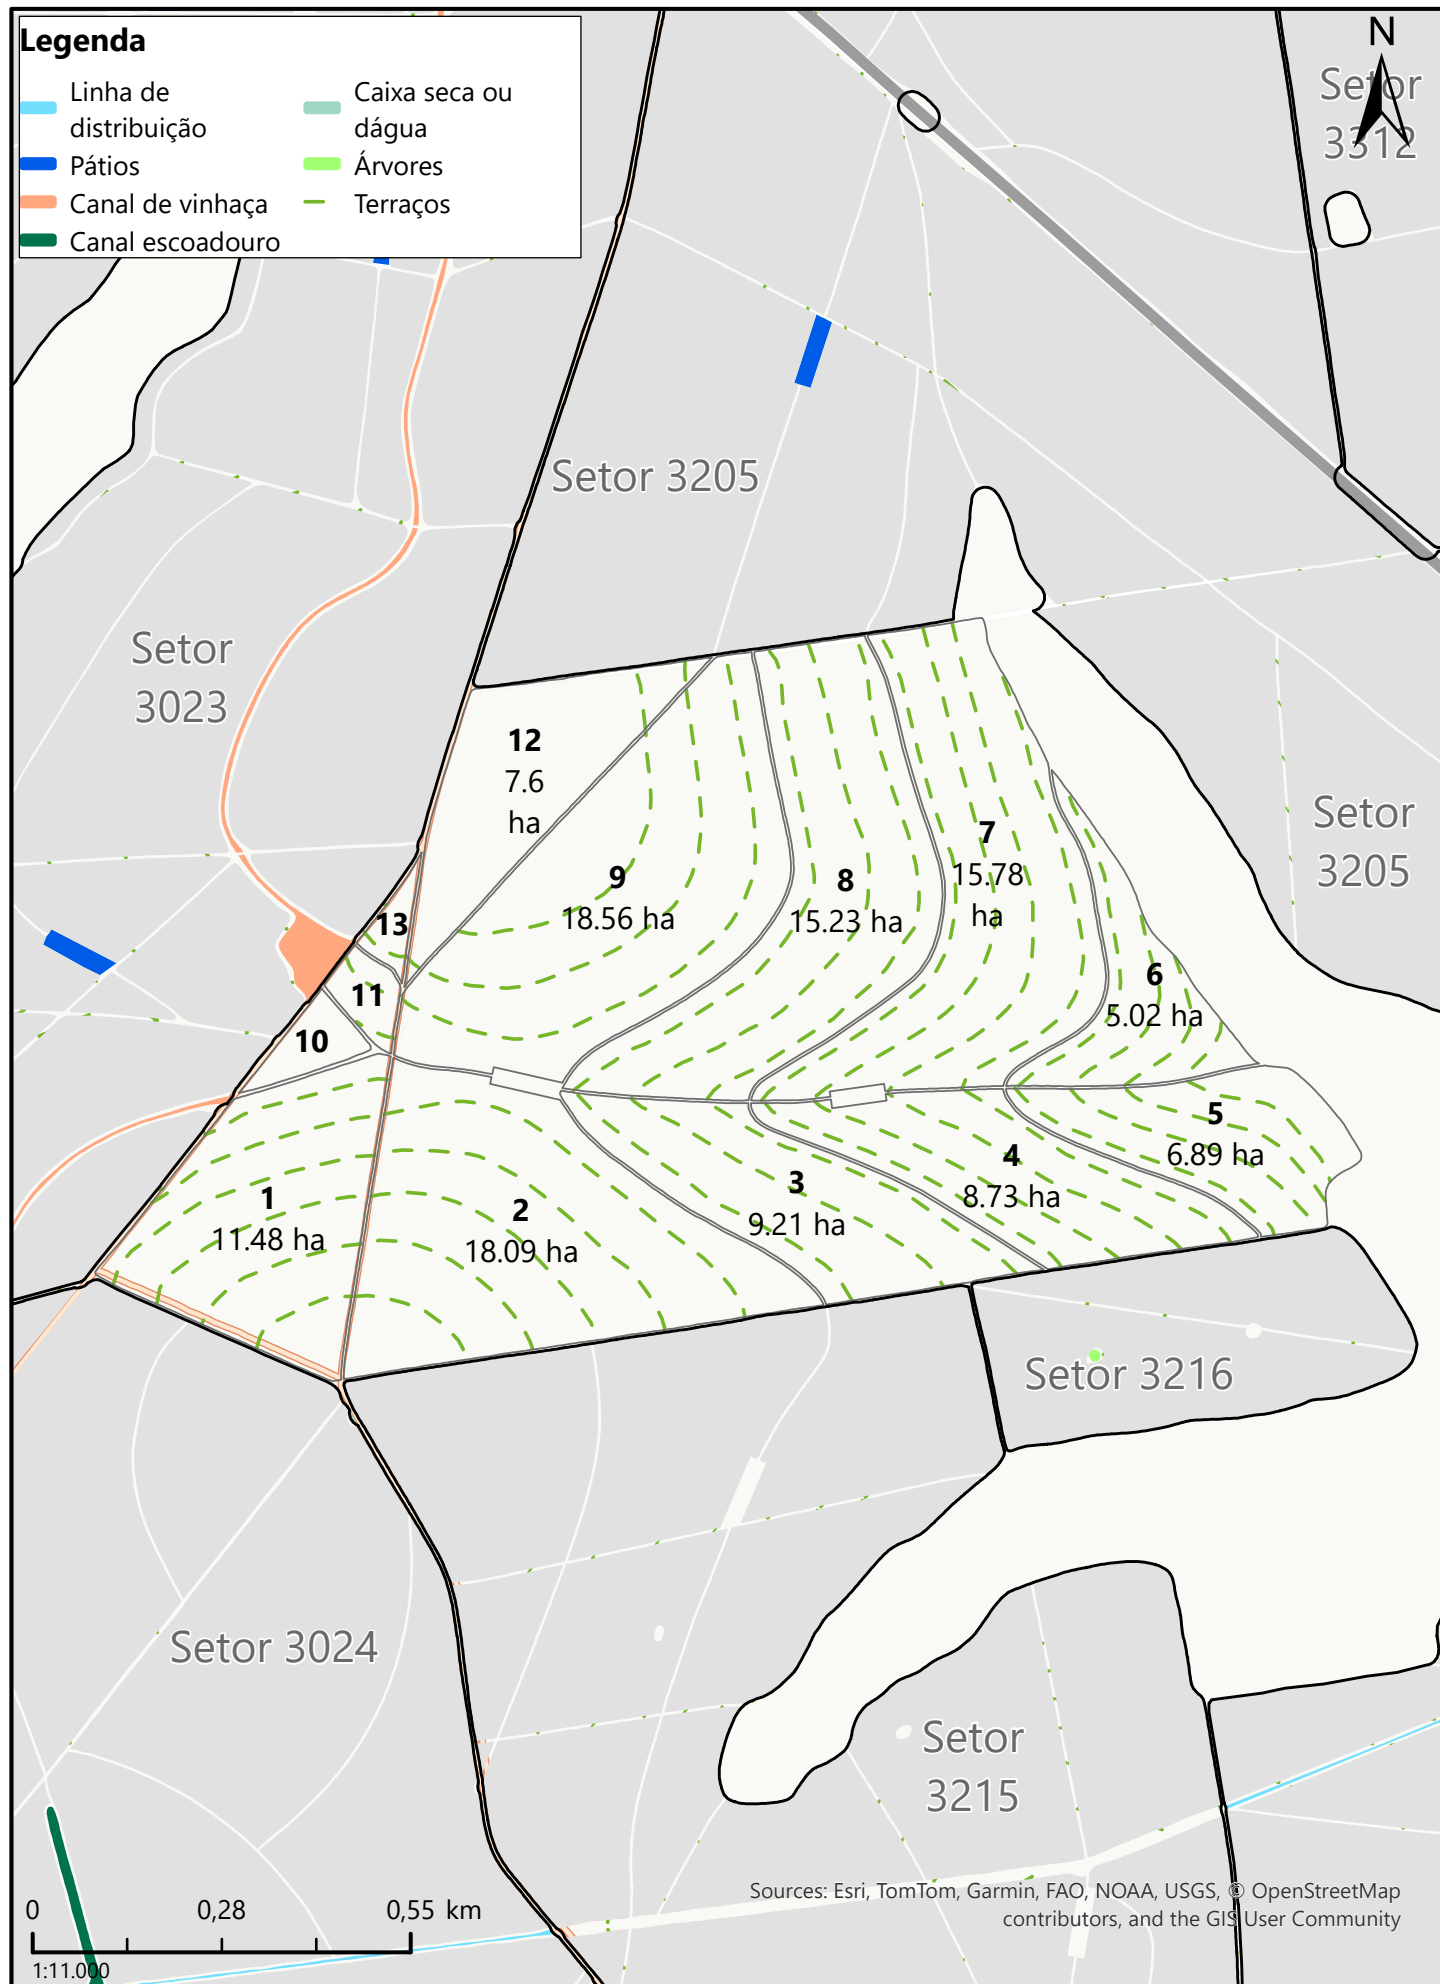 Legenda
Linha de
distribuição
Pátios
Canal de vinhaça
Canal escoadouro
Caixa seca ou
dágua
Árvores
Terraços
N
Setor
3312
Setor 3205
Setor
3023
Setor
3205
12
7.6
ha
9
18.56 ha
8
15.23 ha
7
15.78
ha
13
11
10
6
5.02 ha
5
6.89 ha
4
8.73 ha
3
9.21 ha
1
11.48 ha
2
18.09 ha
Setor 3216
Setor 3024
Setor
3215
Sources: Esri, TomTom, Garmin, FAO, NOAA, USGS, © OpenStreetMap
contributors, and the GIS User Community
0 0,28 0,55 km
1:11.000